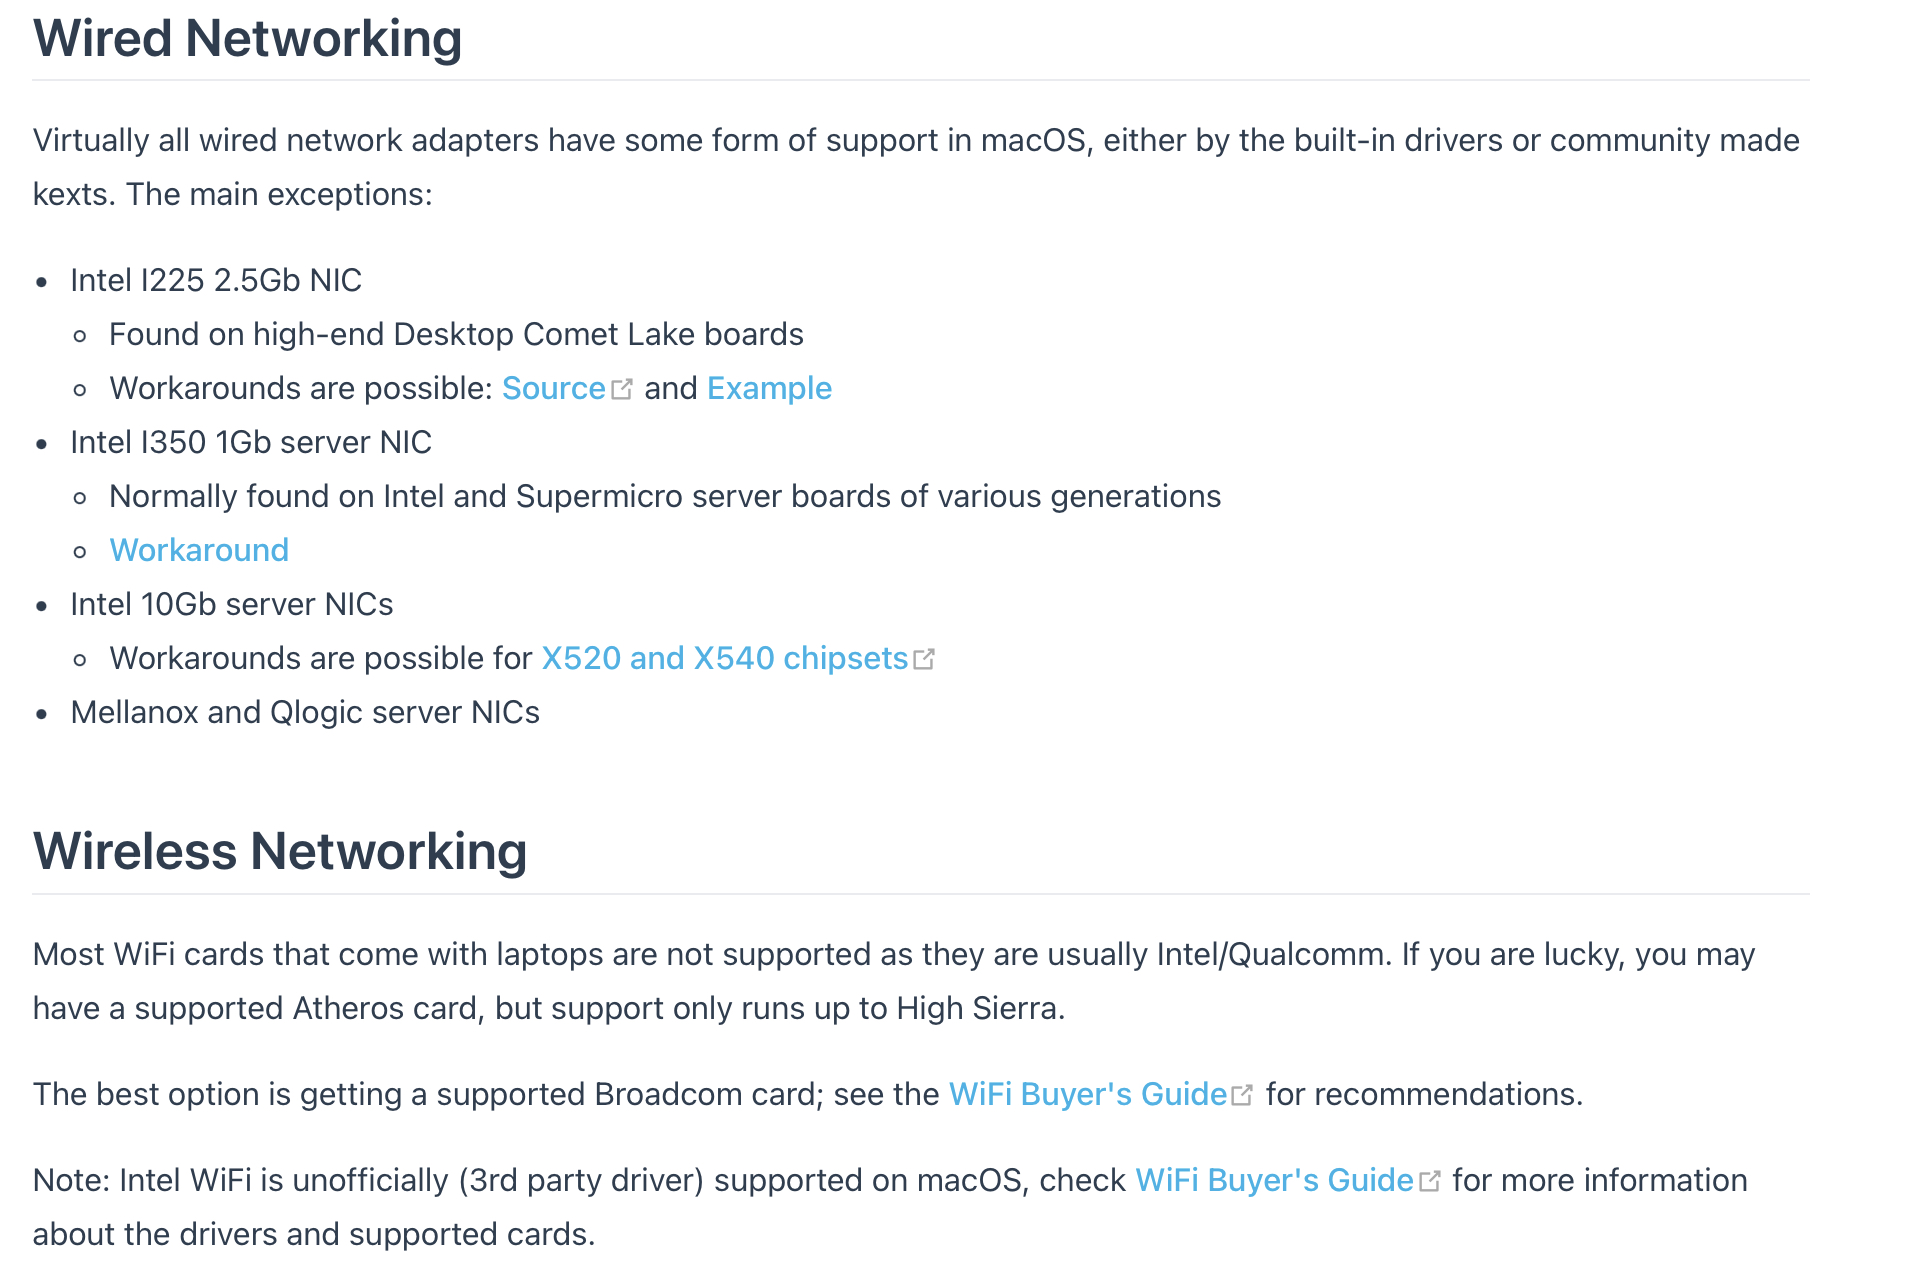 Wired Networking
Virtually all wired network adapters have some form of support in macOS, either by the built-in drivers or community made
kexts. The main exceptions:
Intel I225 2.5Gb NIC
Found on high-end Desktop Comet Lake boards
Workarounds are possible: Source and Example
Intel I350 1Gb server NIC
Normally found on Intel and Supermicro server boards of various generations
Workaround
Intel 10Gb server NICs
Workarounds are possible for X520 and X540 chipsets
Mellanox and Qlogic server NICs
Wireless Networking
Most WiFi cards that come with laptops are not supported as they are usually Intel/Qualcomm. If you are lucky, you may
have a supported Atheros card, but support only runs up to High Sierra.
The best option is getting a supported Broadcom card; see the WiFi Buyer's Guide for recommendations.
Note: Intel WiFi is unofficially (3rd party driver) supported on macOS, check WiFi Buyer's Guide for more information
about the drivers and supported cards.